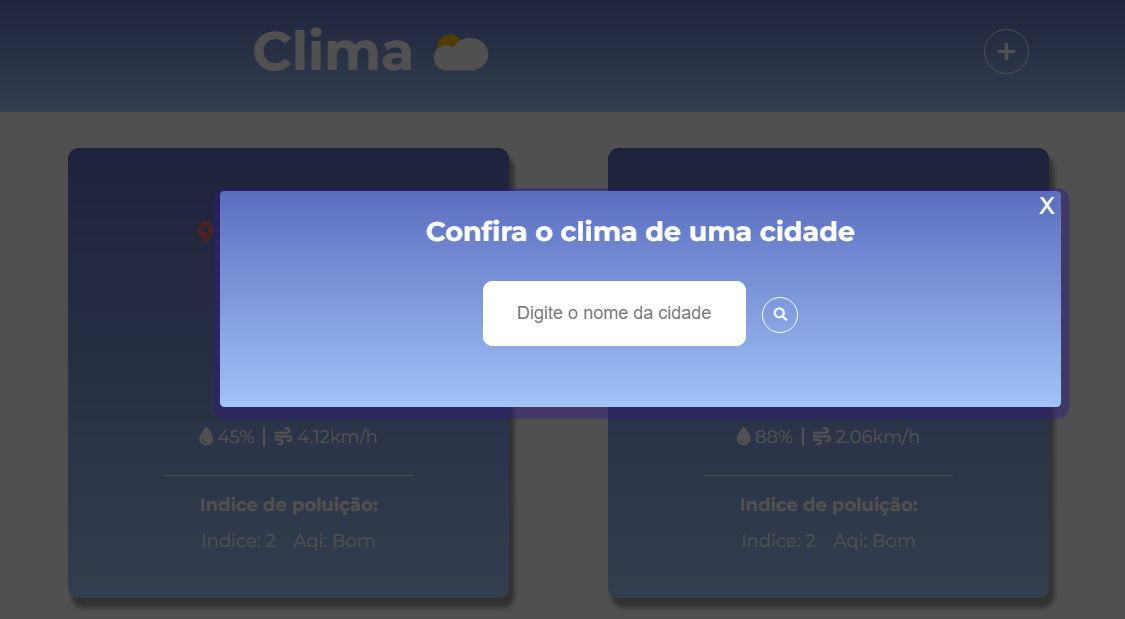 Clima
X
Confira o clima de uma cidade
Digite o nome da cidade
45% | 4.12km/h
88% | 2.06km/h
Indice de poluição:
Indice: 2 Aqi: Bom
Indice de poluição:
Indice: 2 Aqi: Bom